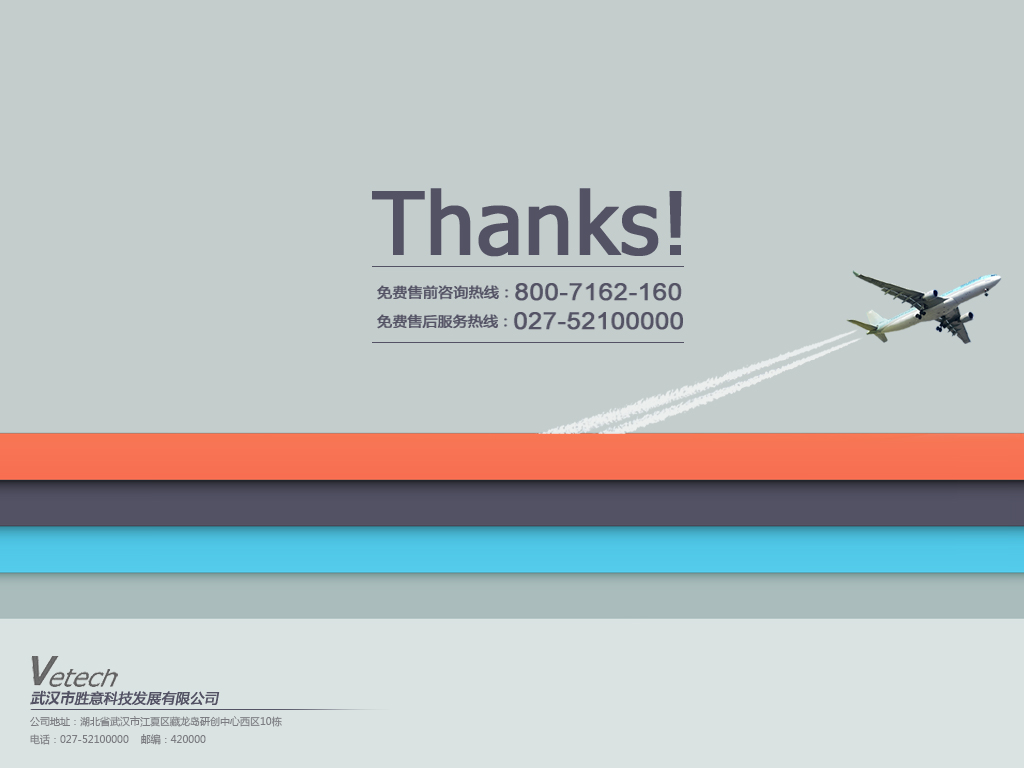 Thanks!
免费售前咨询热线：800-7162-160
免费售后服务热线：027-52100000
Vetech
武汉市胜意科技发展有限公司
公司地址：湖北省武汉市江夏区藏龙岛研创中心西区10栋
电话：027-52100000 邮编：420000